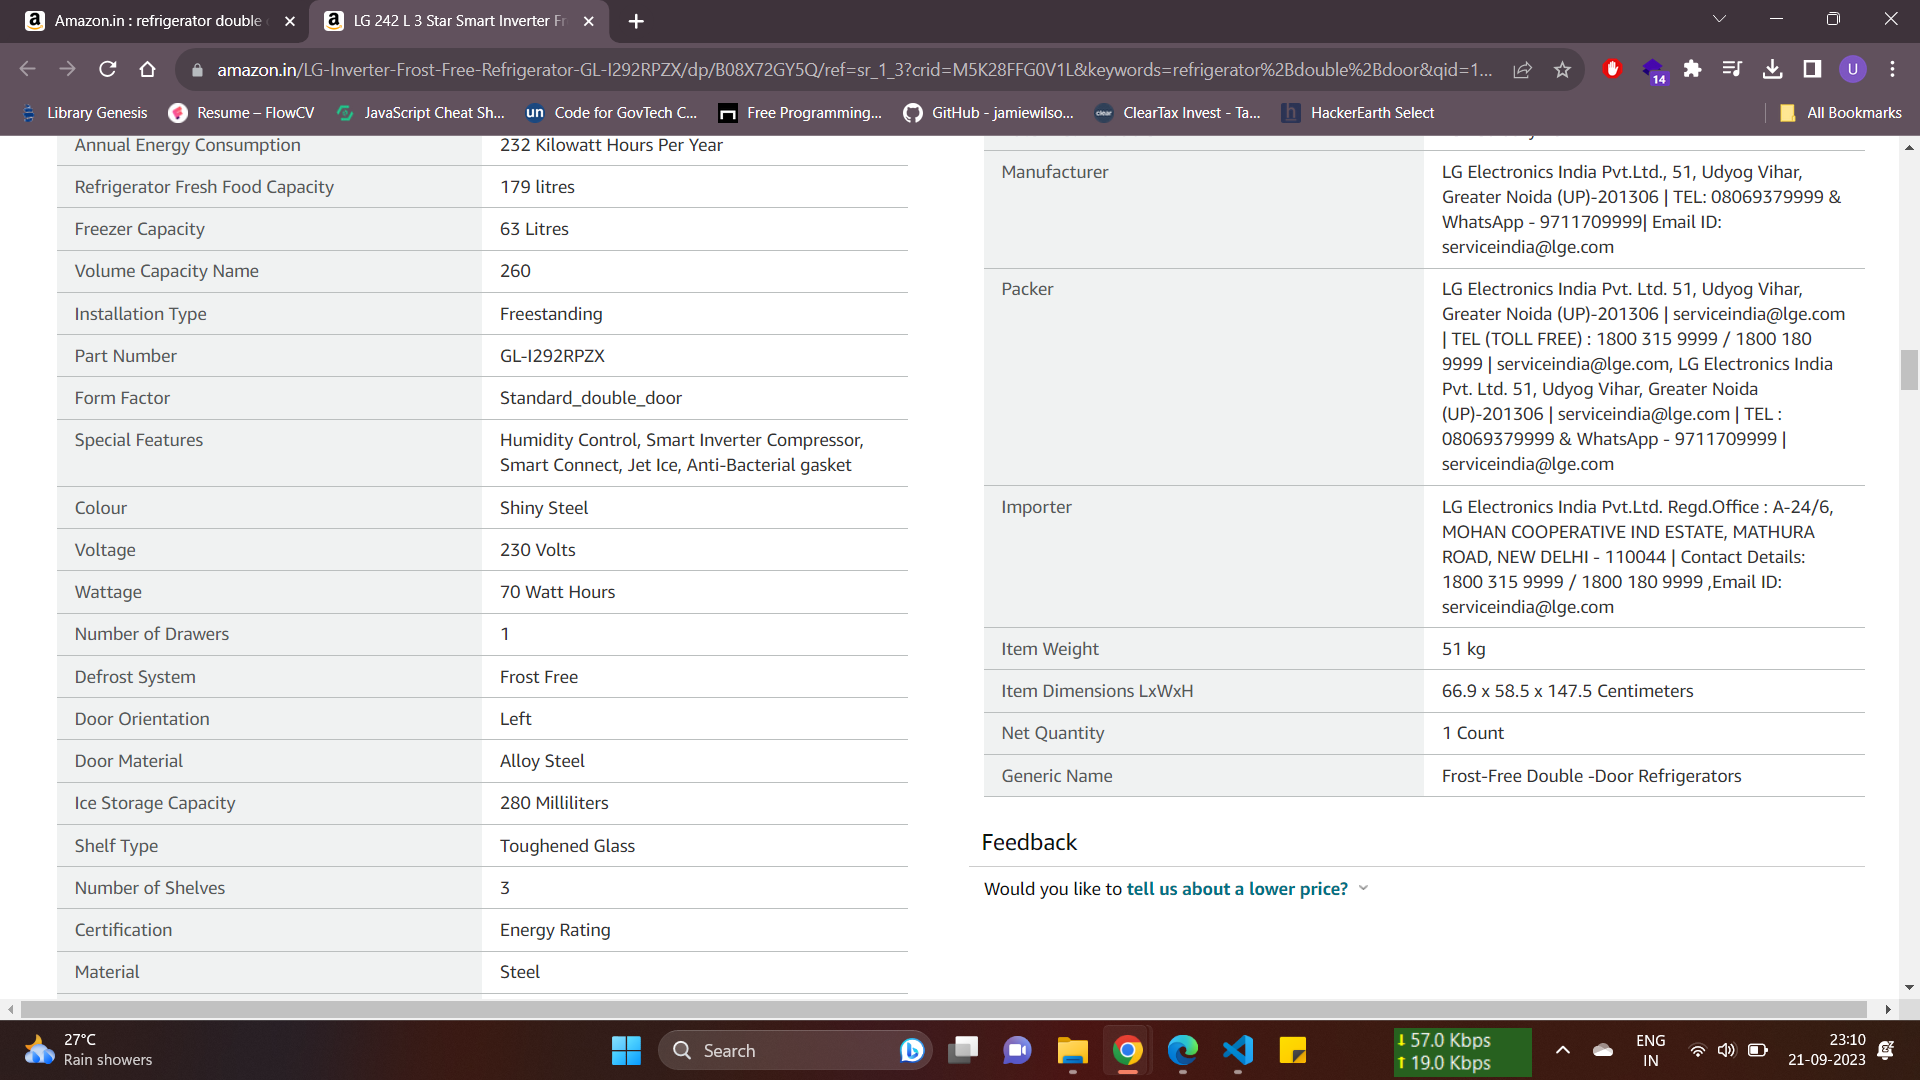 Amazon.in : refrigerator double
LG 242 L 3 Star Smart Inverter Fr
amazon.in/LG-Inverter-Frost-Free-Refrigerator-GL-I292RPZX/dp/B08X72GY5Q/ref=sr_1_3?crid=M5K28FFG0V1L&keywords=refrigerator%2Bdouble%2Bdoor&qid=1...
14
U
Library Genesis
Resume – FlowCV
JavaScript Cheat Sh...
un
Code for GovTech C...
Free Programming...
GitHub - jamiewilso...
clear
ClearTax Invest - Ta...
h
HackerEarth Select
All Bookmarks
Annual Energy Consumption
232 Kilowatt Hours Per Year
Refrigerator Fresh Food Capacity
179 litres
Freezer Capacity
63 Litres
Volume Capacity Name
260
Installation Type
Freestanding
Part Number
GL-I292RPZX
Form Factor
Standard_double_door
Special Features
Humidity Control, Smart Inverter Compressor,
Smart Connect, Jet Ice, Anti-Bacterial gasket
Colour
Shiny Steel
Voltage
230 Volts
Wattage
70 Watt Hours
Number of Drawers
1
Defrost System
Frost Free
Door Orientation
Left
Door Material
Alloy Steel
Ice Storage Capacity
280 Milliliters
Shelf Type
Toughened Glass
Number of Shelves
3
Certification
Energy Rating
Material
Steel
Manufacturer
LG Electronics India Pvt.Ltd., 51, Udyog Vihar,
Greater Noida (UP)-201306 | TEL: 08069379999 &
WhatsApp - 9711709999| Email ID:
serviceindia@lge.com
Packer
LG Electronics India Pvt. Ltd. 51, Udyog Vihar,
Greater Noida (UP)-201306 | serviceindia@lge.com
| TEL (TOLL FREE) : 1800 315 9999 / 1800 180
9999 | serviceindia@lge.com, LG Electronics India
Pvt. Ltd. 51, Udyog Vihar, Greater Noida
(UP)-201306 | serviceindia@lge.com | TEL :
08069379999 & WhatsApp - 9711709999 |
serviceindia@lge.com
Importer
LG Electronics India Pvt.Ltd. Regd.Office : A-24/6,
MOHAN COOPERATIVE IND ESTATE, MATHURA
ROAD, NEW DELHI - 110044 | Contact Details:
1800 315 9999 / 1800 180 9999 ,Email ID:
serviceindia@lge.com
Item Weight
51 kg
Item Dimensions LxWxH
66.9 x 58.5 x 147.5 Centimeters
Net Quantity
1 Count
Generic Name
Frost-Free Double -Door Refrigerators
Feedback
Would you like to tell us about a lower price?
27°C
Rain showers
Search
57.0 Kbps
19.0 Kbps
ENG
IN
23:10
21-09-2023